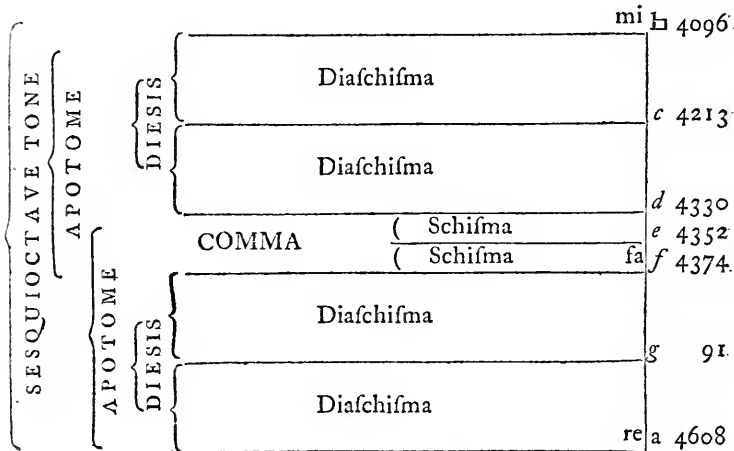 mi ♮ 4096
SESQUIOCTAVE TONE
APOTOME
DIESIS
Diaſchiſma
c 4213
Diaſchiſma
d 4330
COMMA
( Schiſma
e 4352
( Schiſma
fa f 4374
APOTOME
DIESIS
Diaſchiſma
g 91
Diaſchiſma
re a 4608